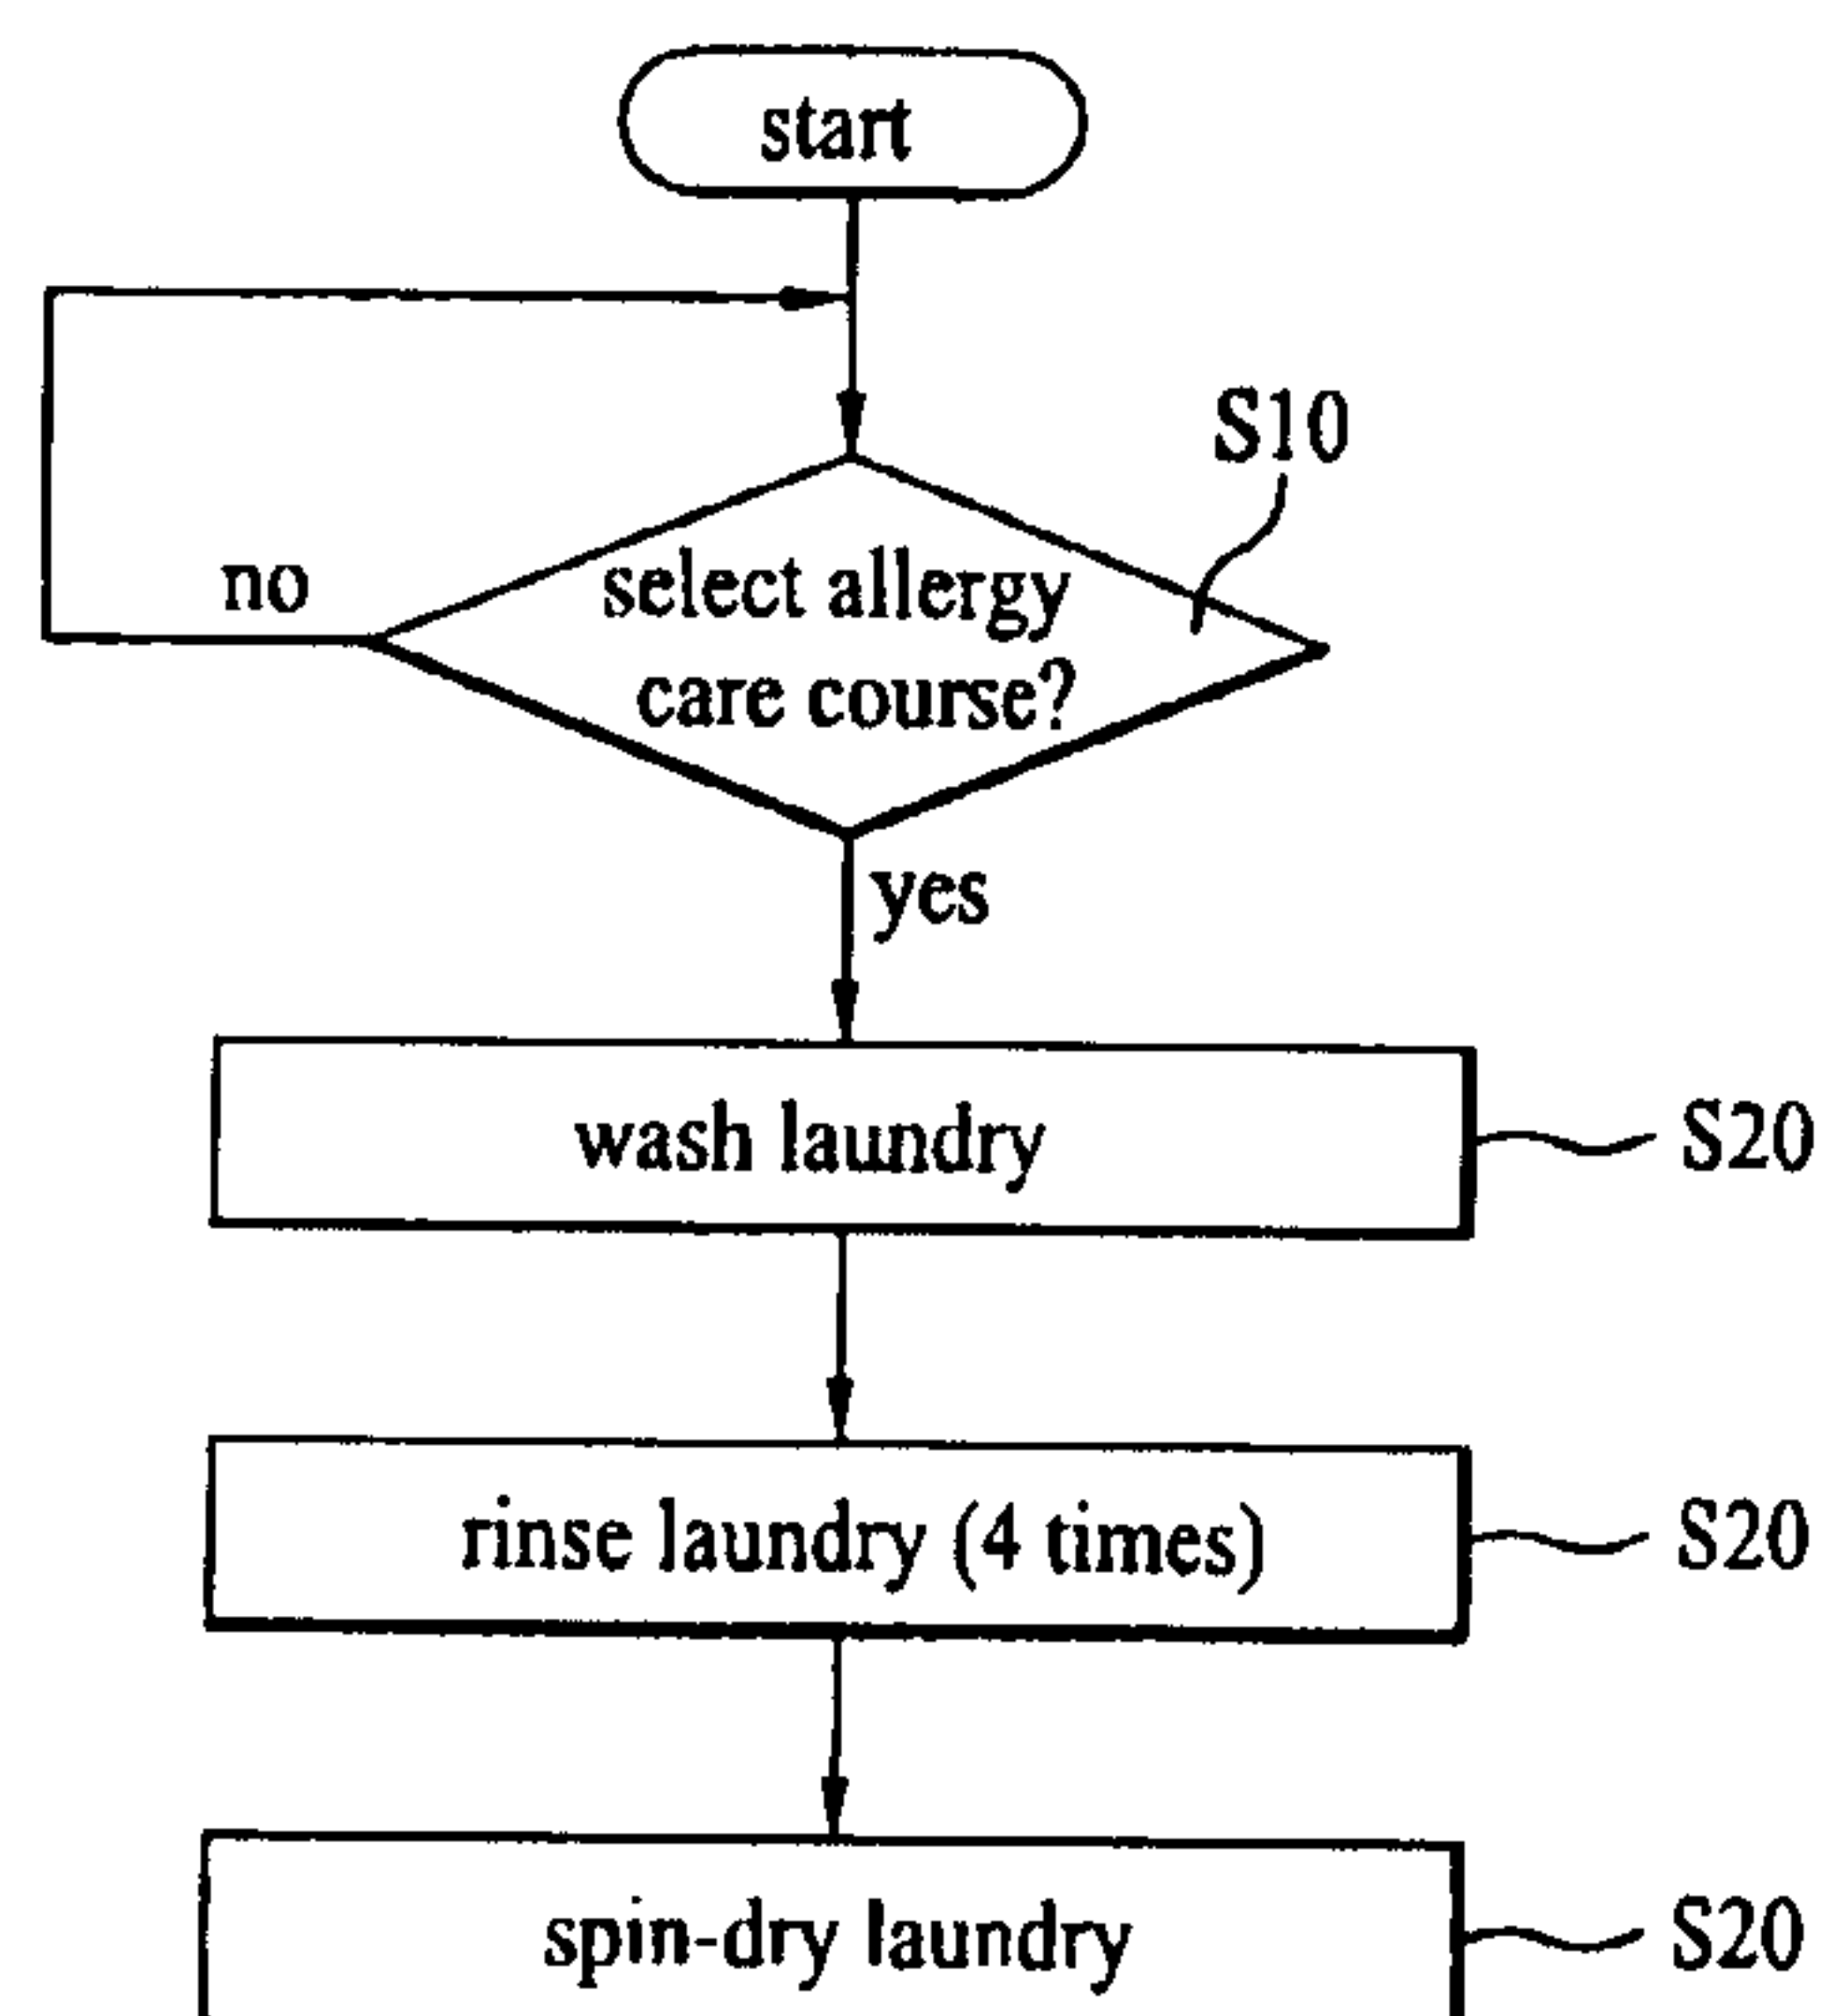 start
S10
no
select allergy
care course?
yes
wash laundry
S20
rinse laundry (4 times)
S20
spin-dry laundry
S20